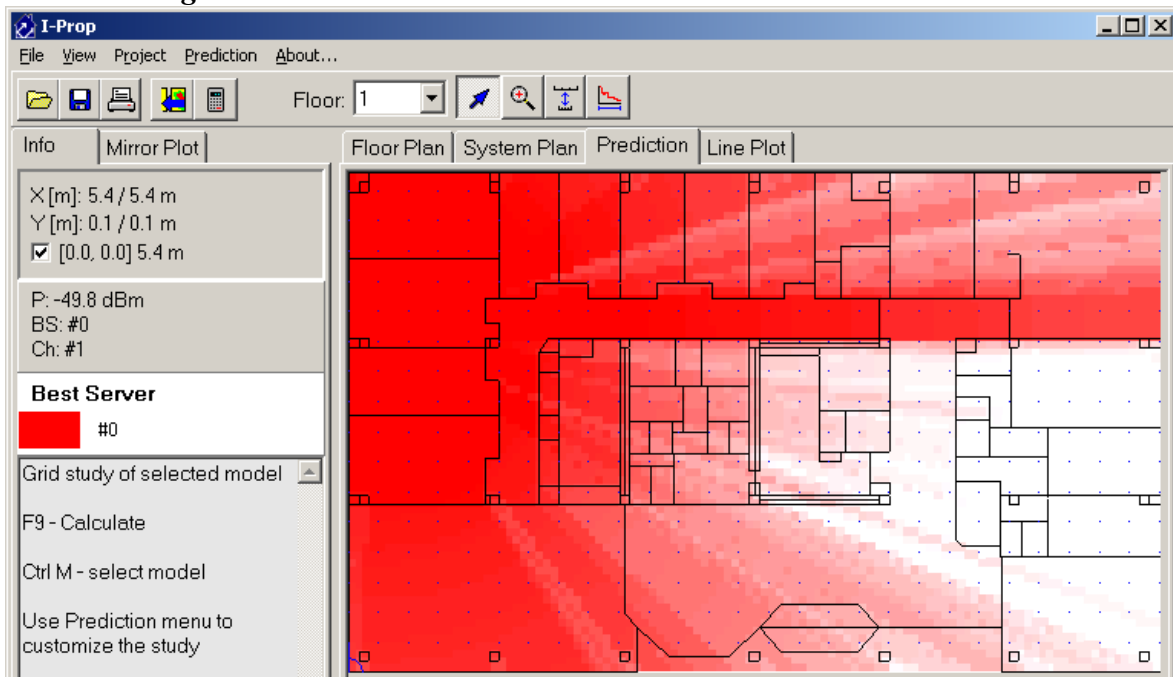 I-Prop
File View Project Prediction About...
Floor: 1
Info Mirror Plot Floor Plan System Plan Prediction Line Plot
X [m]: 5.4 / 5.4 m
Y [m]: 0.1 / 0.1 m
[0.0, 0.0] 5.4 m
P: -49.8 dBm
BS: #0
Ch: #1
Best Server
#0
Grid study of selected model
F9 - Calculate
Ctrl M - select model
Use Prediction menu to
customize the study